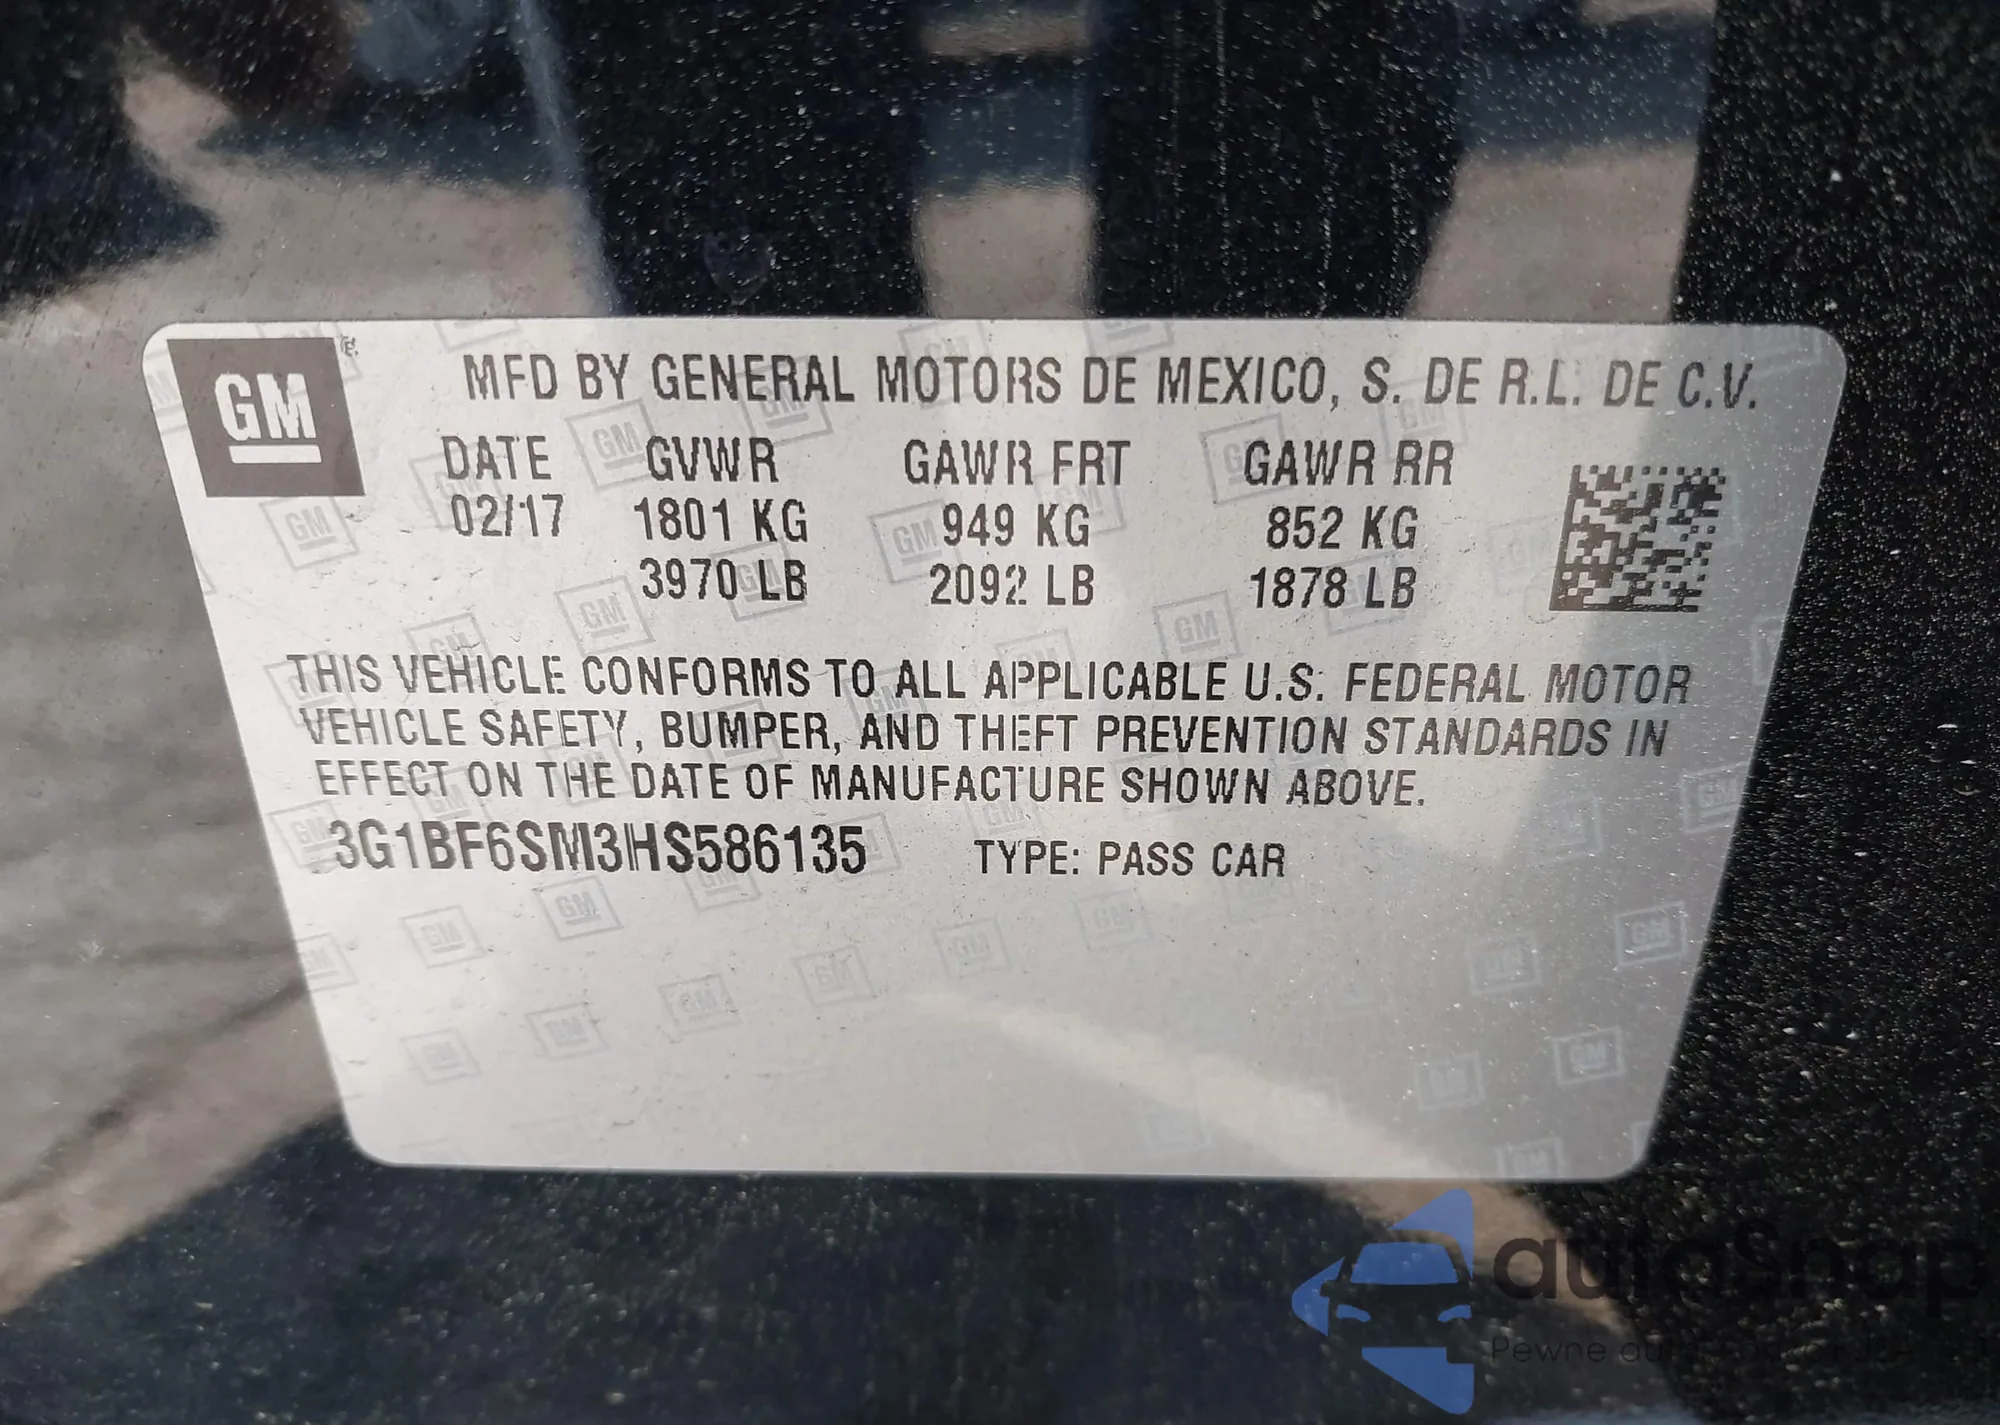 GM
MFD BY GENERAL MOTORS DE MEXICO, S. DE R.L. DE C.V.
DATE GVWR GAWR FRT GAWR RR
02/17 1801 KG 949 KG 852 KG
3970 LB 2092 LB 1878 LB
THIS VEHICLE CONFORMS TO ALL APPLICABLE U.S. FEDERAL MOTOR
VEHICLE SAFETY, BUMPER, AND THEFT PREVENTION STANDARDS IN
EFFECT ON THE DATE OF MANUFACTURE SHOWN ABOVE.
3G1BF6SM3HS586135 TYPE: PASS CAR
autoSnap
Pewne auta